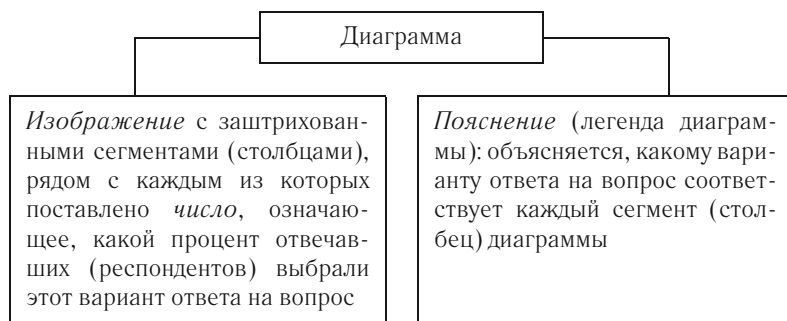 Диаграмма
Изображение с заштрихован-
ными сегментами (столбцами),
рядом с каждым из которых
поставлено число, означаю-
щее, какой процент отвечав-
ших (респондентов) выбрали
этот вариант ответа на вопрос
Пояснение (легенда диаграм-
мы): объясняется, какому вари-
анту ответа на вопрос соответ-
ствует каждый сегмент (стол-
бец) диаграммы